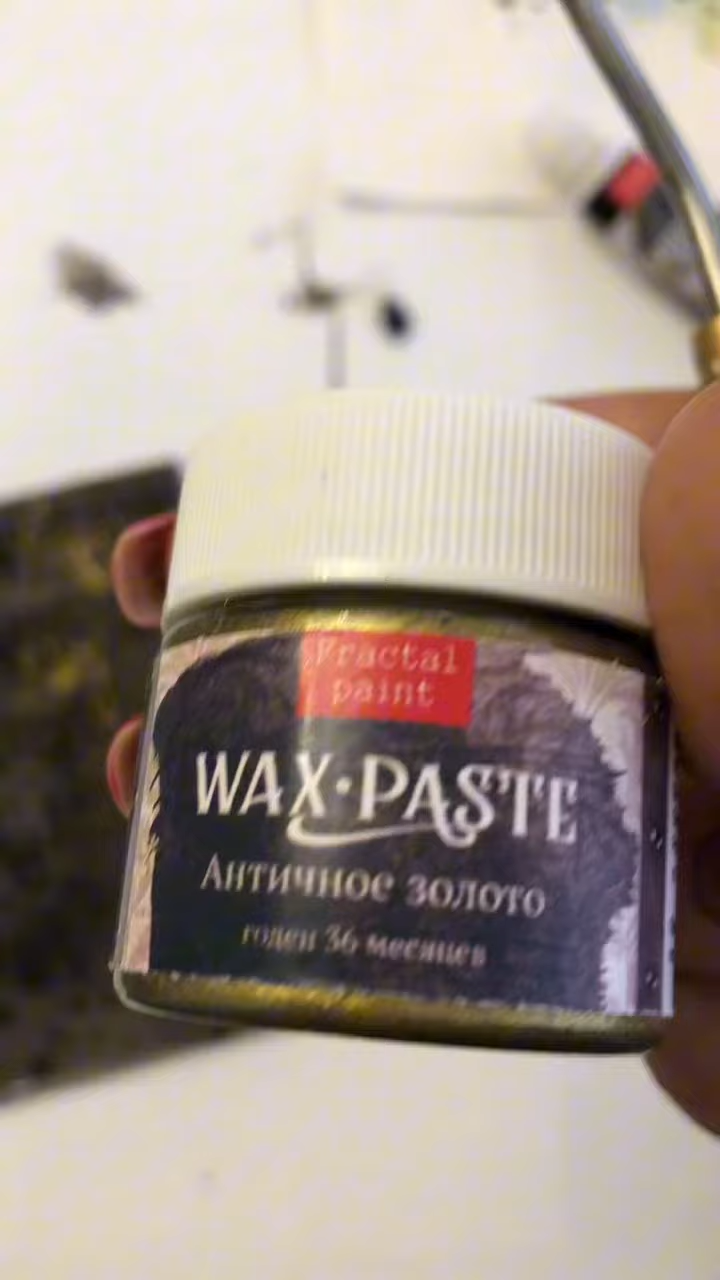 Fractal
paint
WAX·PASTE
Античное золото
годен 36 месяцев